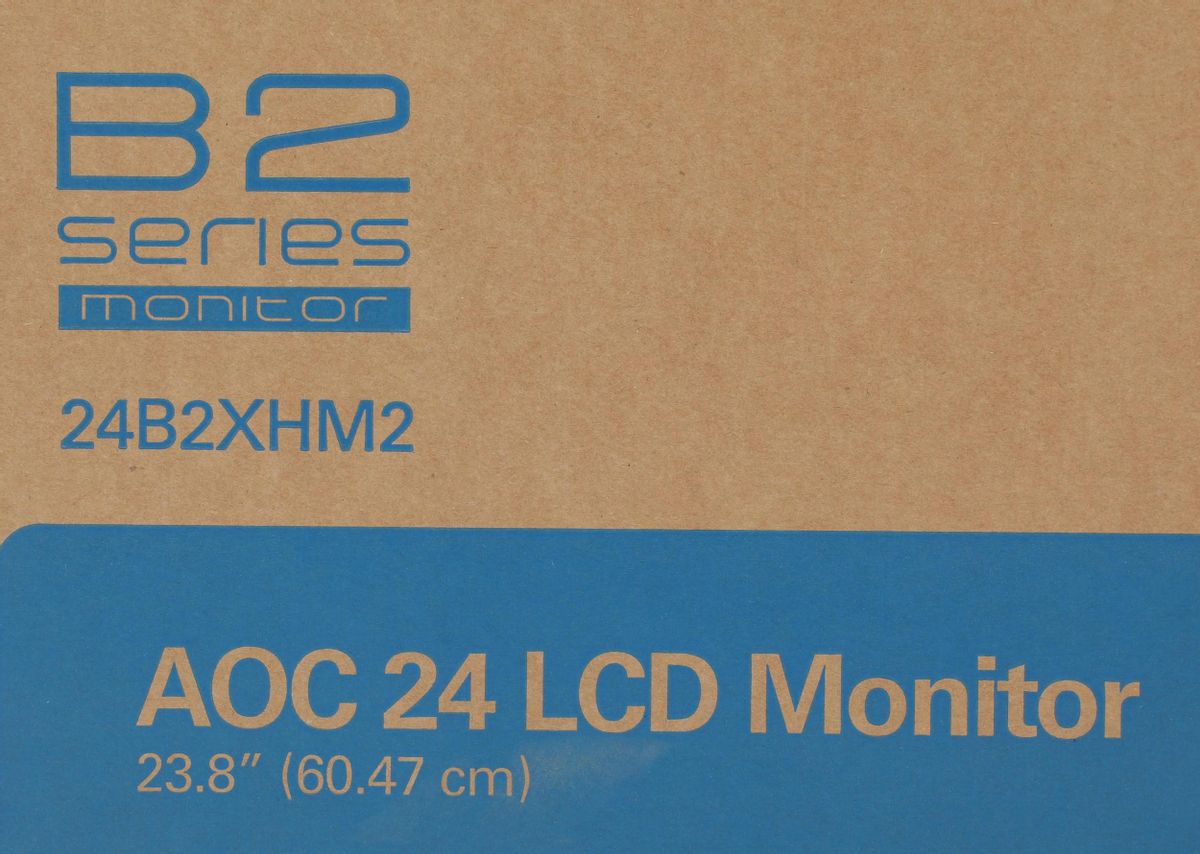 B2
series
monitor
24B2XHM2
AOC 24 LCD Monitor
23.8” (60.47 cm)